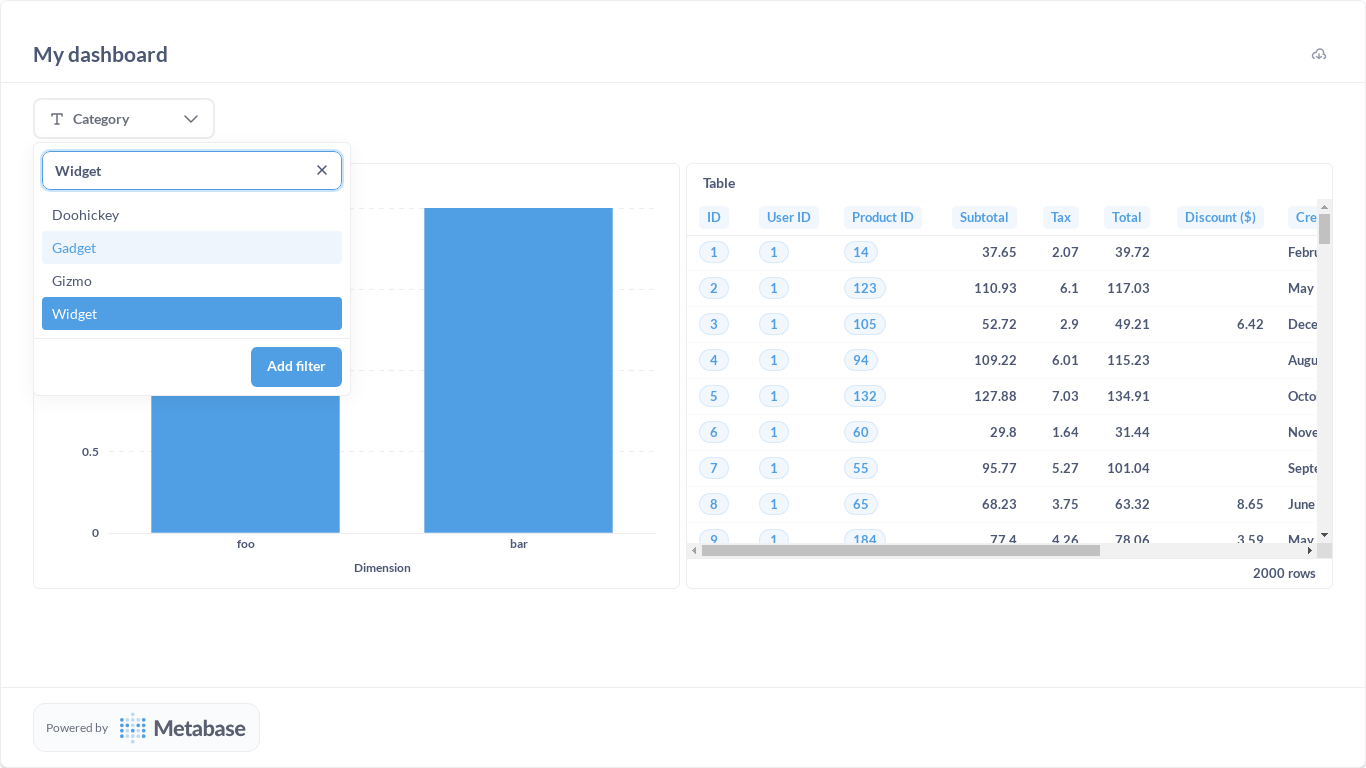 My dashboard
Category
Widget
Doohickey
Gadget
Gizmo
Widget
Add filter
0.5
0
foo
bar
Dimension
Table
ID User ID Product ID Subtotal Tax Total Discount ($) Cre
1 1 14 37.65 2.07 39.72 Febru
2 1 123 110.93 6.1 117.03 May
3 1 105 52.72 2.9 49.21 6.42 Dece
4 1 94 109.22 6.01 115.23 Augu
5 1 132 127.88 7.03 134.91 Octo
6 1 60 29.8 1.64 31.44 Nove
7 1 55 95.77 5.27 101.04 Septe
8 1 65 68.23 3.75 63.32 8.65 June
9 1 184 77.4 4.26 78.06 3.59 May
2000 rows
Powered by Metabase